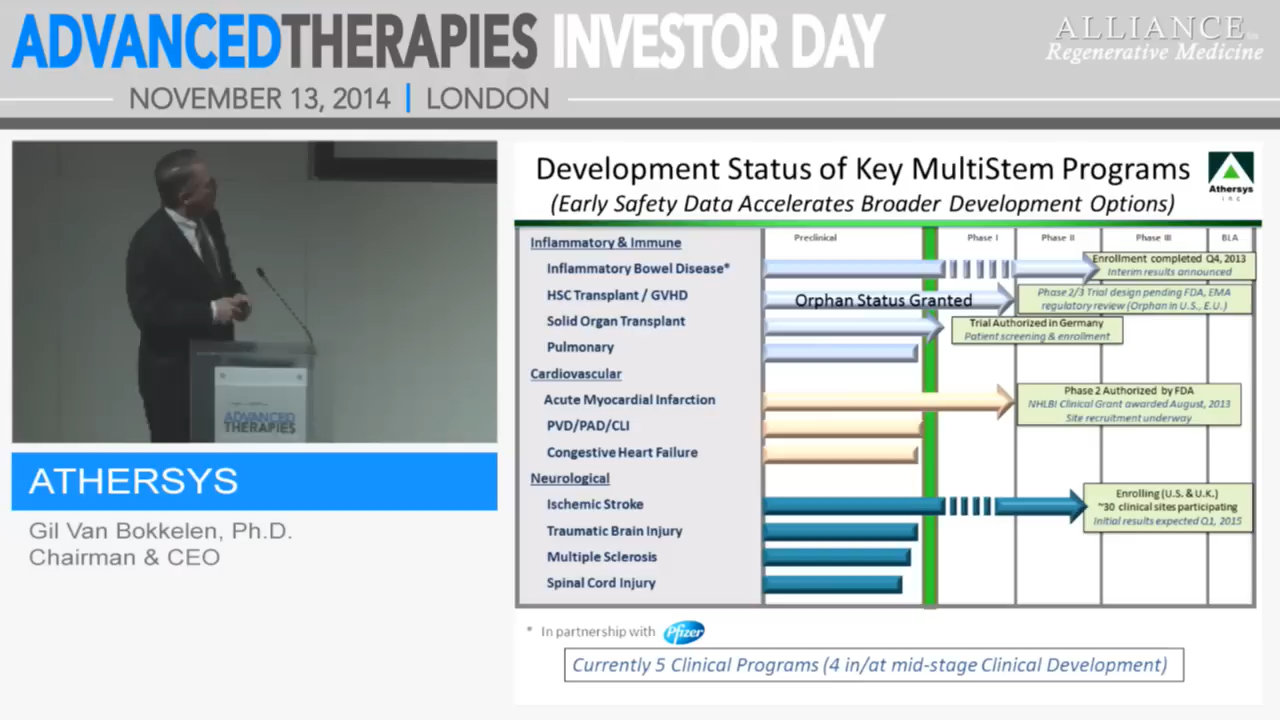 ADVANCEDTHERAPIES INVESTOR DAY
NOVEMBER 13, 2014 | LONDON
ALLIANCE for
Regenerative Medicine
ADVANCED
THERAPIES
ATHERSYS
Gil Van Bokkelen, Ph.D.
Chairman & CEO
Development Status of Key MultiStem Programs
(Early Safety Data Accelerates Broader Development Options)
Athersys
inc
Preclinical
Phase I
Phase II
Phase III
BLA
Inflammatory & Immune
Inflammatory Bowel Disease*
Enrollment completed Q4, 2013
Interim results announced
HSC Transplant / GVHD
Orphan Status Granted
Phase 2/3 Trial design pending FDA, EMA
regulatory review (Orphan in U.S., E.U.)
Solid Organ Transplant
Trial Authorized in Germany
Patient screening & enrollment
Pulmonary
Cardiovascular
Acute Myocardial Infarction
Phase 2 Authorized by FDA
NHLBI Clinical Grant awarded August, 2013
Site recruitment underway
PVD/PAD/CLI
Congestive Heart Failure
Neurological
Ischemic Stroke
Enrolling (U.S. & U.K.)
~30 clinical sites participating
Initial results expected Q1, 2015
Traumatic Brain Injury
Multiple Sclerosis
Spinal Cord Injury
* In partnership with Pfizer
Currently 5 Clinical Programs (4 in/at mid-stage Clinical Development)